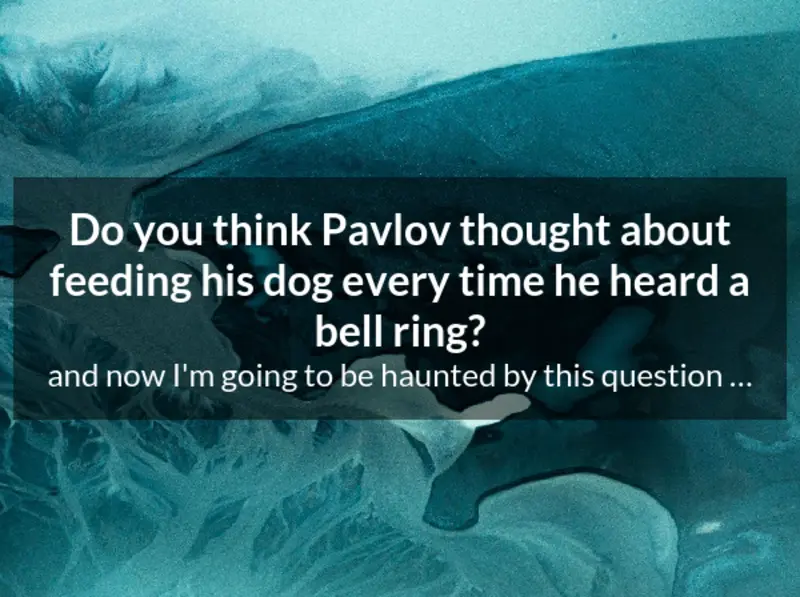 Do you think Pavlov thought about
feeding his dog every time he heard a
bell ring?
and now I'm going to be haunted by this question ...